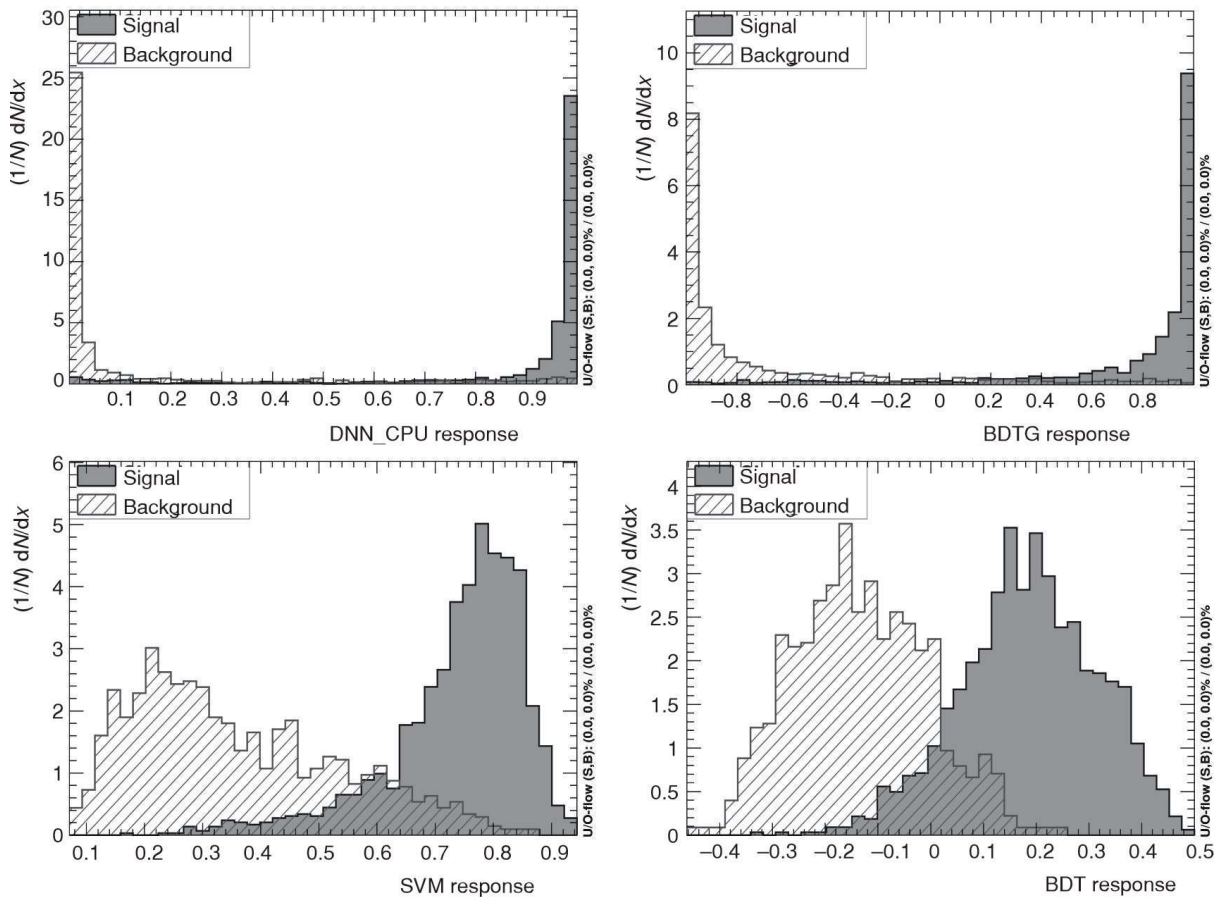 Signal
Background
(1/N) dN/dx
30
25
20
15
10
5
0
0.1 0.2 0.3 0.4 0.5 0.6 0.7 0.8 0.9
DNN_CPU response
U/O-flow (S,B): (0.0, 0.0)% / (0.0, 0.0)%
Signal
Background
(1/N) dN/dx
10
8
6
4
2
0
−0.8 −0.6 −0.4 −0.2 0 0.2 0.4 0.6 0.8
BDTG response
U/O-flow (S,B): (0.0, 0.0)% / (0.0, 0.0)%
Signal
Background
(1/N) dN/dx
6
5
4
3
2
1
0
0.1 0.2 0.3 0.4 0.5 0.6 0.7 0.8 0.9
SVM response
U/O-flow (S,B): (0.0, 0.0)% / (0.0, 0.0)%
Signal
Background
(1/N) dN/dx
4
3.5
3
2.5
2
1.5
1
0.5
0
−0.4 −0.3 −0.2 −0.1 0 0.1 0.2 0.3 0.4 0.5
BDT response
U/O-flow (S,B): (0.0, 0.0)% / (0.0, 0.0)%